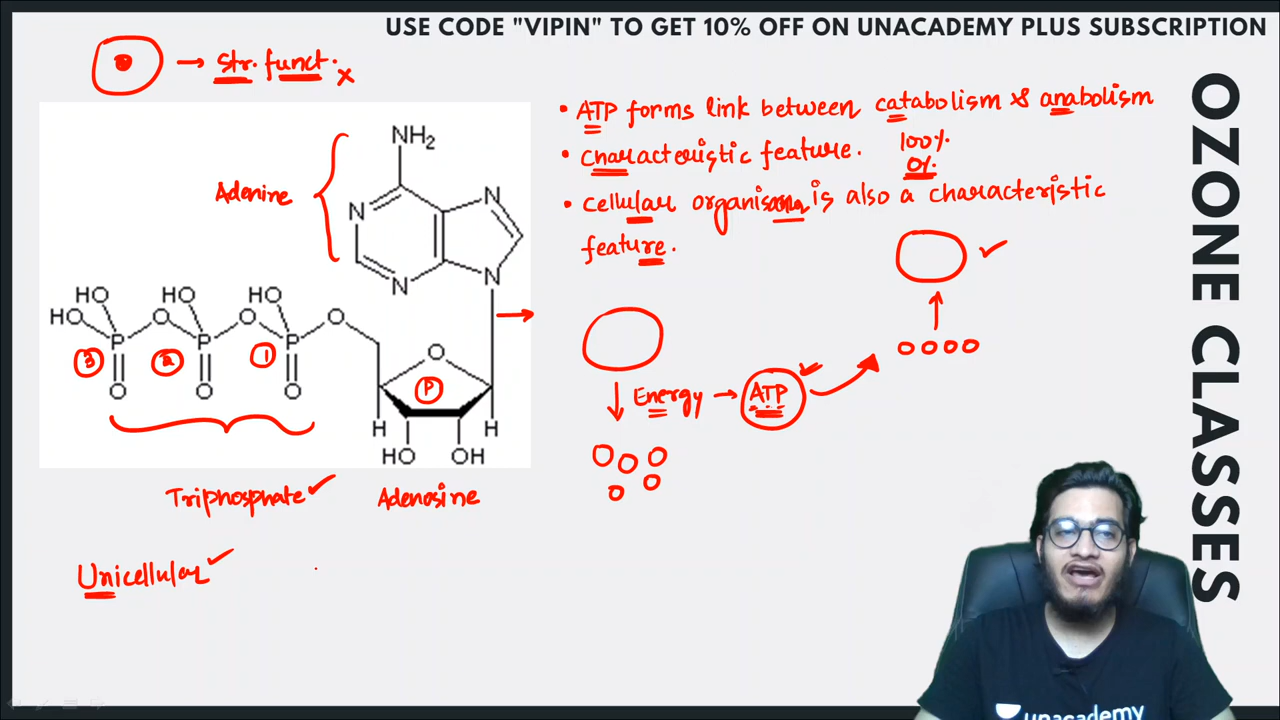 USE CODE "VIPIN" TO GET 10% OFF ON UNACADEMY PLUS SUBSCRIPTION
→ Str. funct. x
• ATP forms link between catabolism & anabolism
• characteristic feature. 100%.
0%.
• cellular organism is also a characteristic
feature.
Adenine
NH2
N
N
N
N
HO HO HO
HO P O P O P O O
3 2 1 P
O O O
H H
HO OH
Triphosphate ✓ Adenosine
Energy → ATP
Unicellular ✓
OZONE CLASSES
unacademy